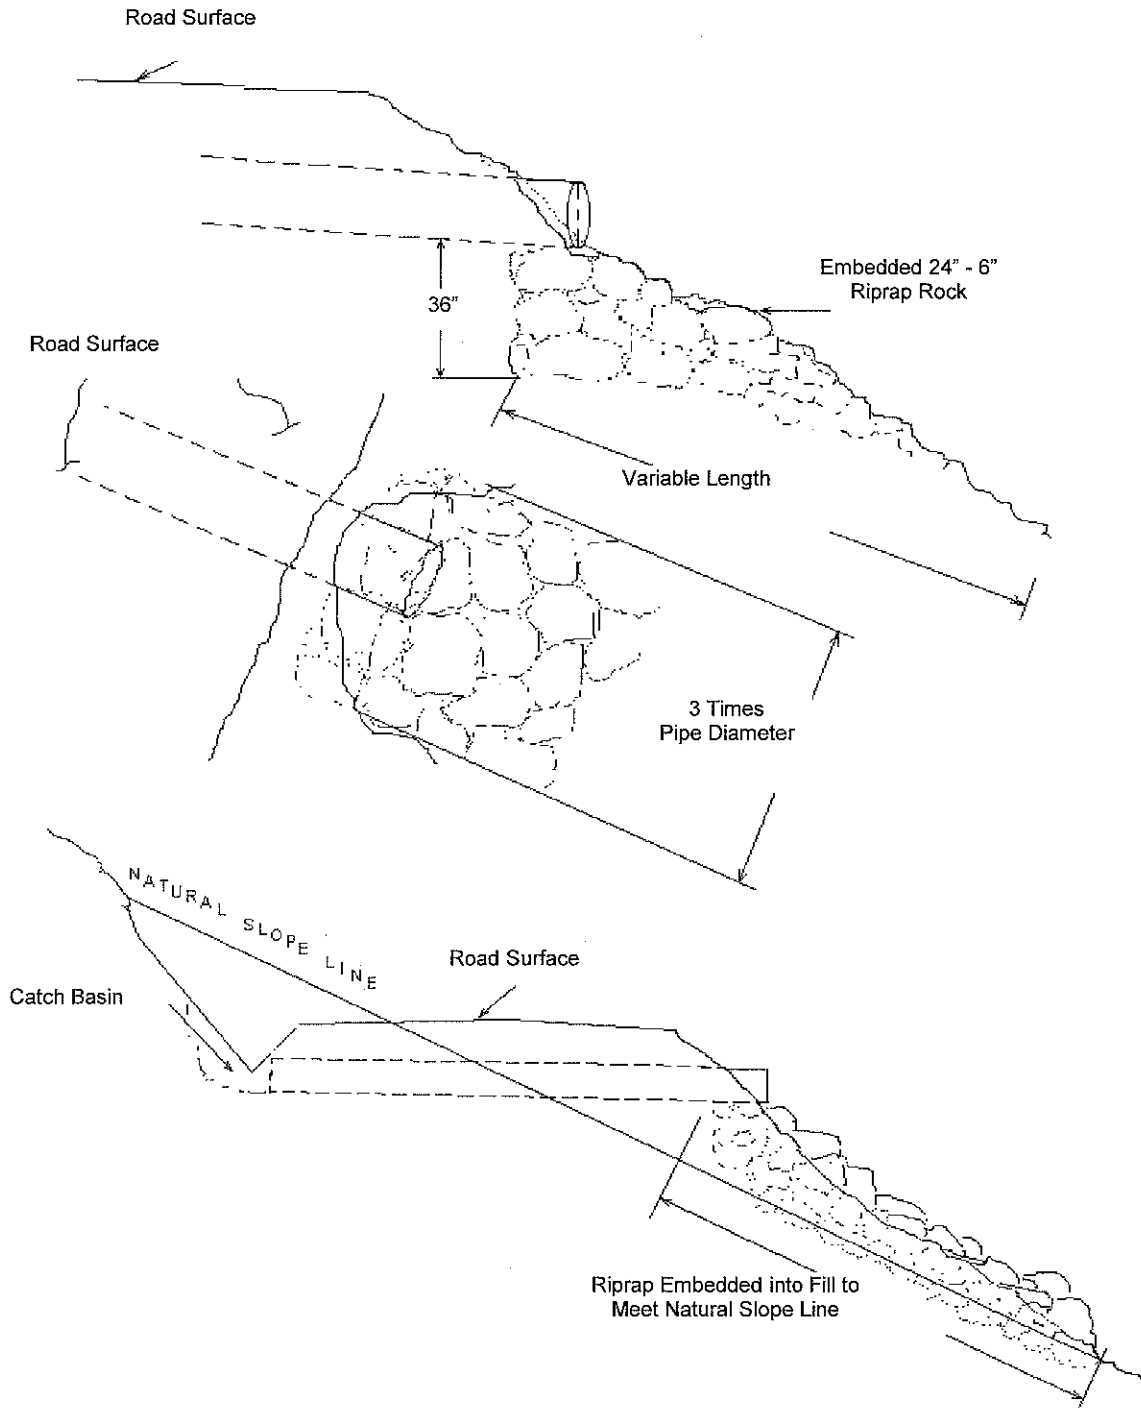 Road Surface
Embedded 24” - 6”
Riprap Rock
36”
Road Surface
Variable Length
3 Times
Pipe Diameter
NATURAL SLOPE LINE
Road Surface
Catch Basin
Riprap Embedded into Fill to
Meet Natural Slope Line